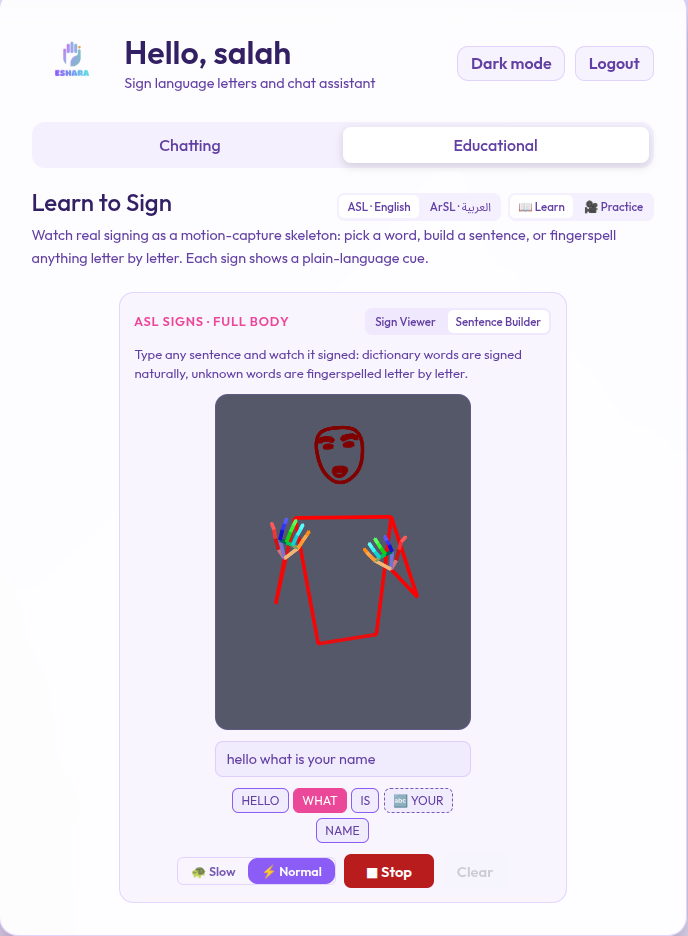 ESHARA
Hello, salah
Sign language letters and chat assistant
Dark mode
Logout
Chatting
Educational
Learn to Sign
ASL · English
ArSL · العربية
📖 Learn
🎥 Practice
Watch real signing as a motion-capture skeleton: pick a word, build a sentence, or fingerspell
anything letter by letter. Each sign shows a plain-language cue.
ASL SIGNS · FULL BODY
Sign Viewer
Sentence Builder
Type any sentence and watch it signed: dictionary words are signed
naturally, unknown words are fingerspelled letter by letter.
hello what is your name
HELLO
WHAT
IS
🔤 YOUR
NAME
🐢 Slow
⚡ Normal
■ Stop
Clear